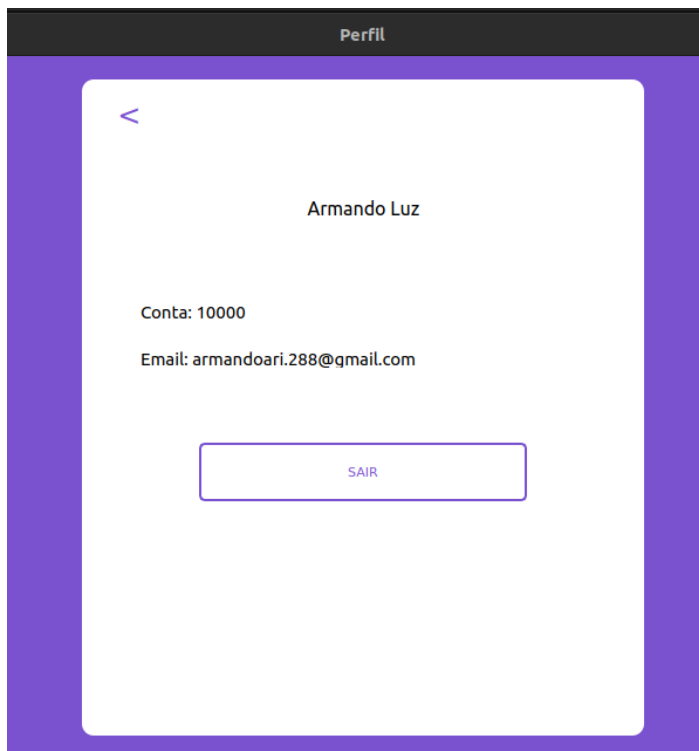 Perfil
<
Armando Luz
Conta: 10000
Email: armandoari.288@gmail.com
SAIR